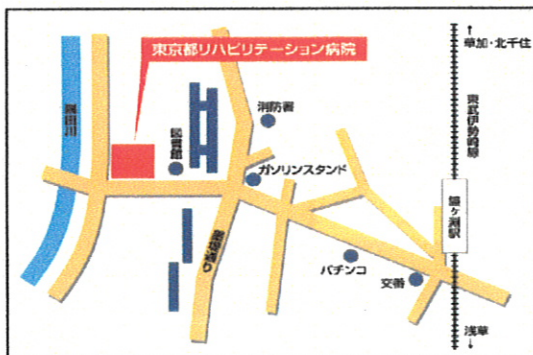 東京都リハビリテーション病院
↑
草加・北千住
東武伊勢崎線
隅田川
消防署
図書館
ガソリンスタンド
鐘ヶ淵駅
墨堤通り
パチンコ
交番
浅草
↓